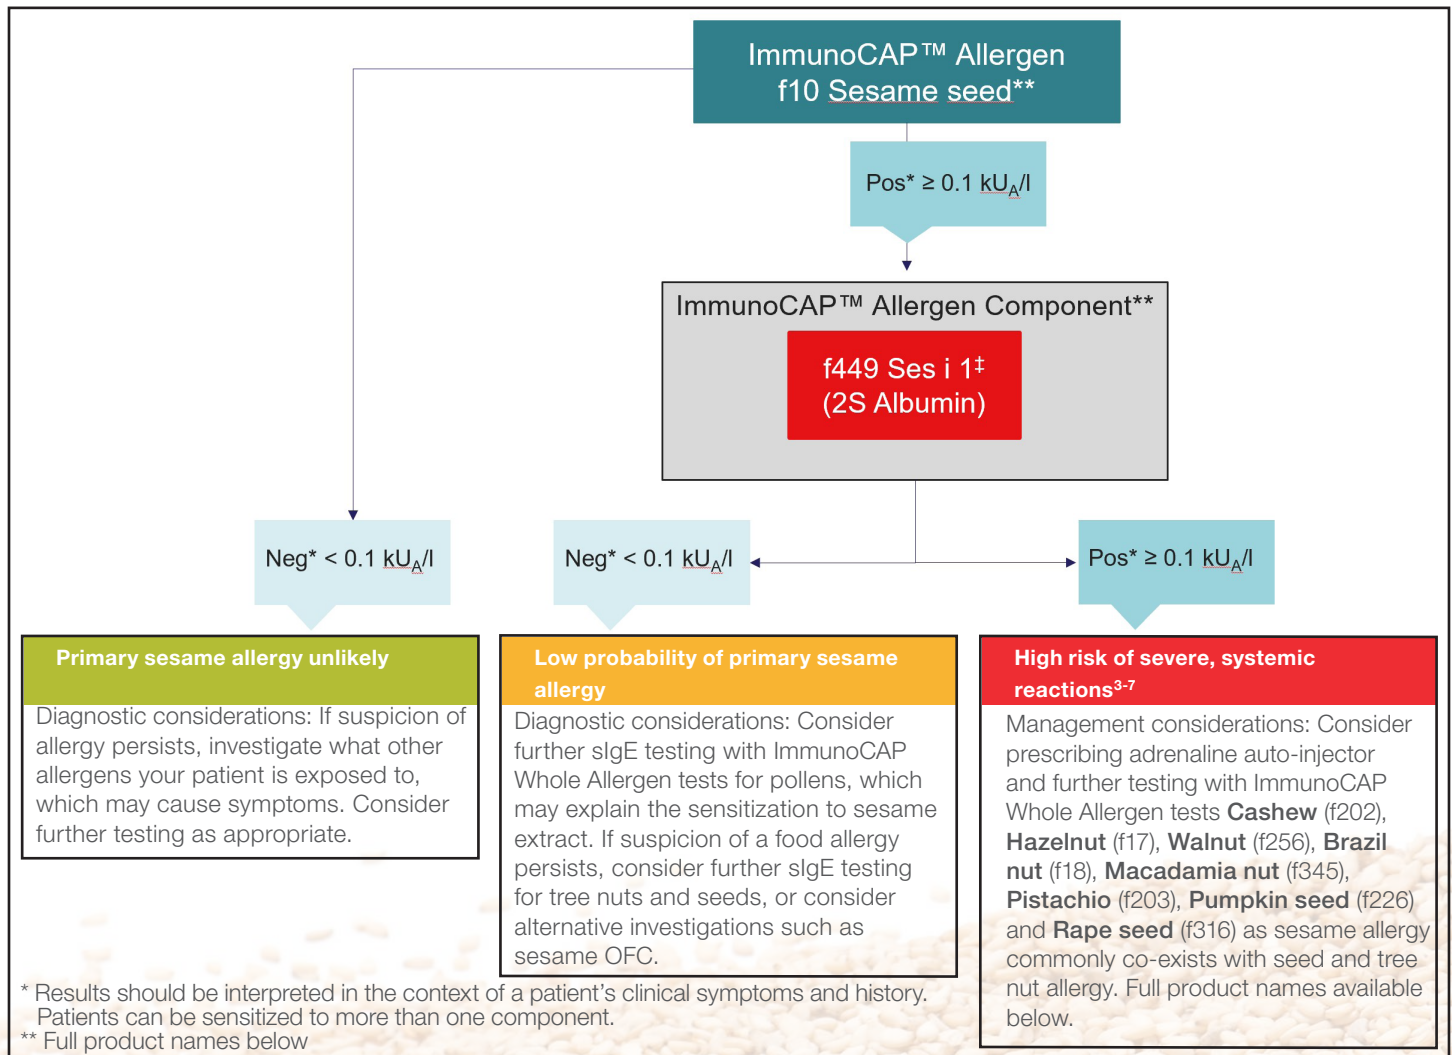 ImmunoCAP™ Allergen
f10 Sesame seed**
Pos* ≥ 0.1 kUA/l
ImmunoCAP™ Allergen Component**
f449 Ses i 1‡
(2S Albumin)
Neg* < 0.1 kUA/l
Neg* < 0.1 kUA/l
Pos* ≥ 0.1 kUA/l
Primary sesame allergy unlikely
Diagnostic considerations: If suspicion of
allergy persists, investigate what other
allergens your patient is exposed to,
which may cause symptoms. Consider
further testing as appropriate.
Low probability of primary sesame
allergy
Diagnostic considerations: Consider
further sIgE testing with ImmunoCAP
Whole Allergen tests for pollens, which
may explain the sensitization to sesame
extract. If suspicion of a food allergy
persists, consider further sIgE testing
for tree nuts and seeds, or consider
alternative investigations such as
sesame OFC.
High risk of severe, systemic
reactions3-7
Management considerations: Consider
prescribing adrenaline auto-injector
and further testing with ImmunoCAP
Whole Allergen tests Cashew (f202),
Hazelnut (f17), Walnut (f256), Brazil
nut (f18), Macadamia nut (f345),
Pistachio (f203), Pumpkin seed (f226)
and Rape seed (f316) as sesame allergy
commonly co-exists with seed and tree
nut allergy. Full product names available
below.
* Results should be interpreted in the context of a patient's clinical symptoms and history.
Patients can be sensitized to more than one component.
** Full product names below